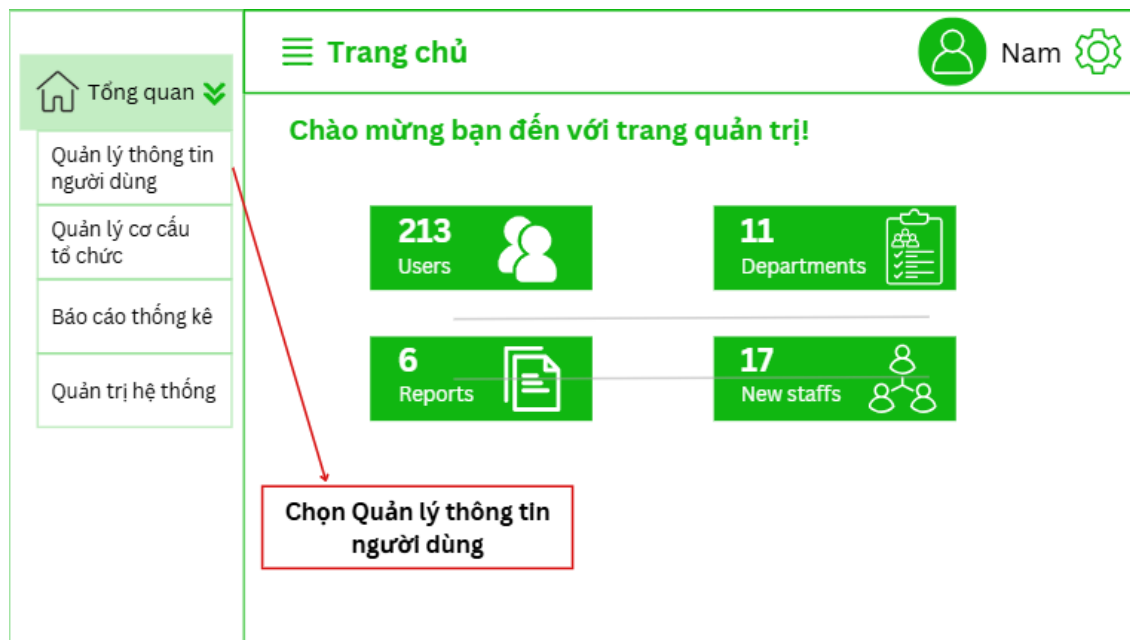 Trang chủ
Nam
Tổng quan
Quản lý thông tin
người dùng
Quản lý cơ cấu
tổ chức
Báo cáo thống kê
Quản trị hệ thống
Chào mừng bạn đến với trang quản trị!
213
Users
11
Departments
6
Reports
17
New staffs
Chọn Quản lý thông tin
người dùng